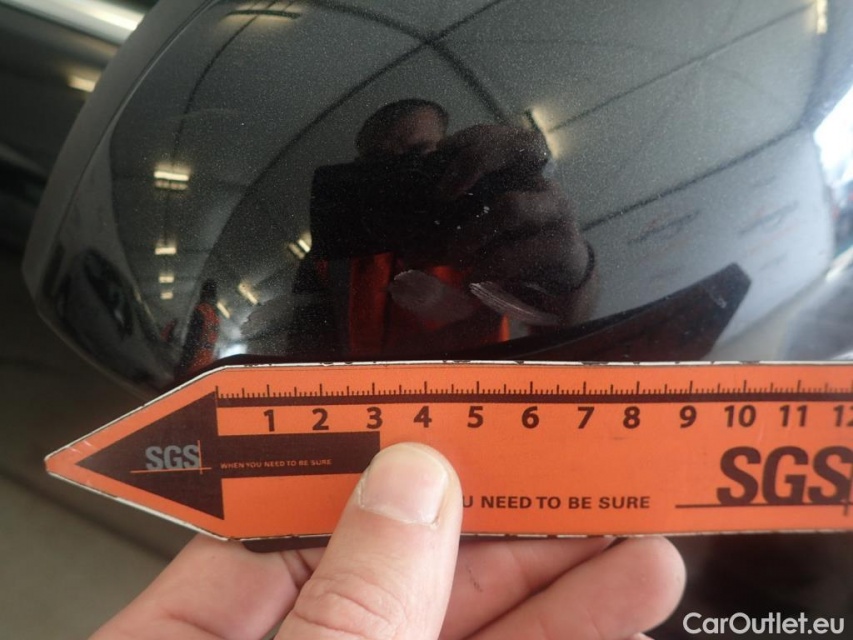 1 2 3 4 5 6 7 8 9 10 11
SGS WHEN YOU NEED TO BE SURE
U NEED TO BE SURE
SGS
CarOutlet.eu